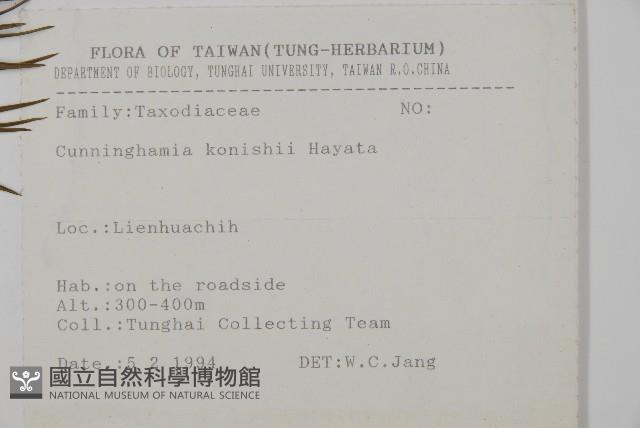 FLORA OF TAIWAN(TUNG-HERBARIUM)
DEPARTMENT OF BIOLOGY, TUNGHAI UNIVERSITY, TAIWAN R.O.CHINA
Family:Taxodiaceae NO:
Cunninghamia konishii Hayata
Loc.:Lienhuachih
Hab.:on the roadside
Alt.:300-400m
Coll.:Tunghai Collecting Team
Date.:5.2.1994 DET:W.C.Jang
國立自然科學博物館
NATIONAL MUSEUM OF NATURAL SCIENCE